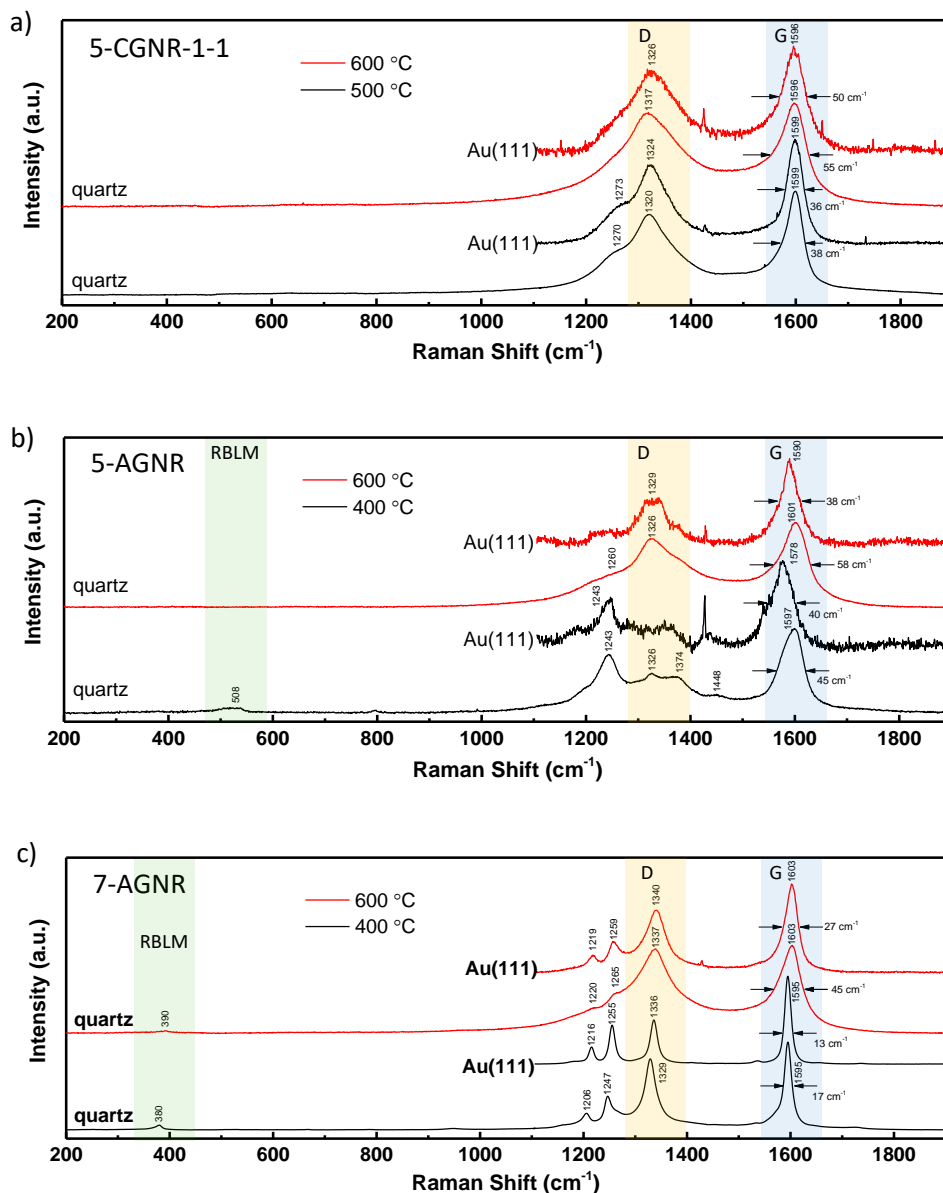 a)
5-CGNR-1-1
600 °C
500 °C
D
G
1326
1596
50 cm-1
Au(111)
1317
1596
55 cm-1
quartz
1273
1324
1599
36 cm-1
Au(111)
1270
1320
1599
38 cm-1
quartz
Intensity (a.u.)
200 400 600 800 1000 1200 1400 1600 1800
Raman Shift (cm-1)
b)
5-AGNR
RBLM
600 °C
400 °C
D
G
1329
1590
38 cm-1
Au(111)
1260
1326
1601
58 cm-1
quartz
1243
1578
40 cm-1
Au(111)
508
1243
1326
1374
1448
1597
45 cm-1
quartz
Intensity (a.u.)
200 400 600 800 1000 1200 1400 1600 1800
Raman Shift (cm-1)
c)
7-AGNR
RBLM
600 °C
400 °C
D
G
1219
1259
1340
1603
27 cm-1
Au(111)
390
1220
1265
1337
1603
45 cm-1
quartz
1216
1255
1336
1595
13 cm-1
Au(111)
380
1206
1247
1329
1595
17 cm-1
quartz
Intensity (a.u.)
200 400 600 800 1000 1200 1400 1600 1800
Raman Shift (cm-1)